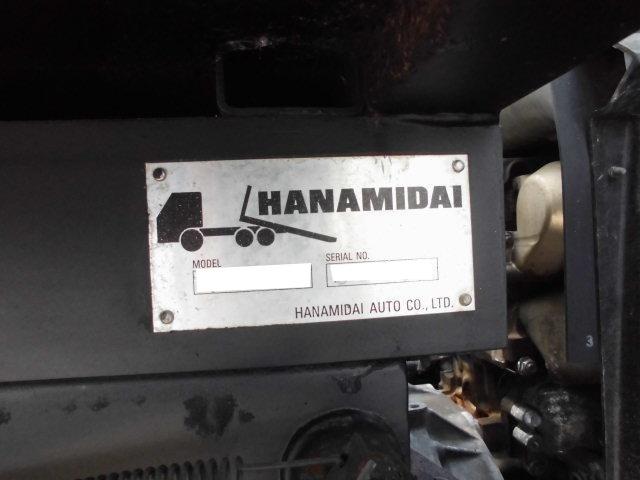 HANAMIDAI
MODEL
SERIAL NO.
HANAMIDAI AUTO CO., LTD.
3